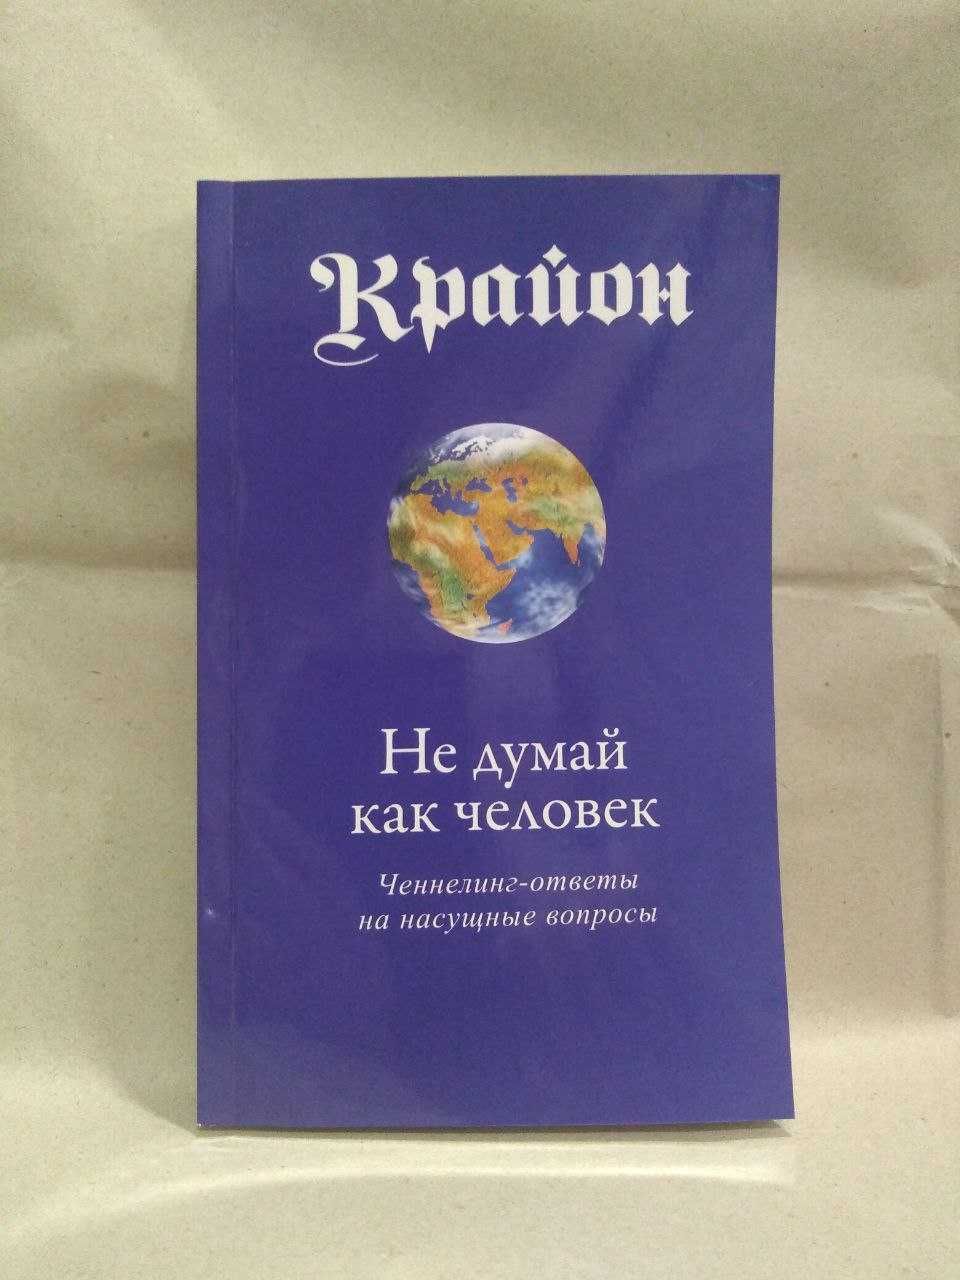 Крайон
Не думай
как человек
Ченнелинг-ответы
на насущные вопросы